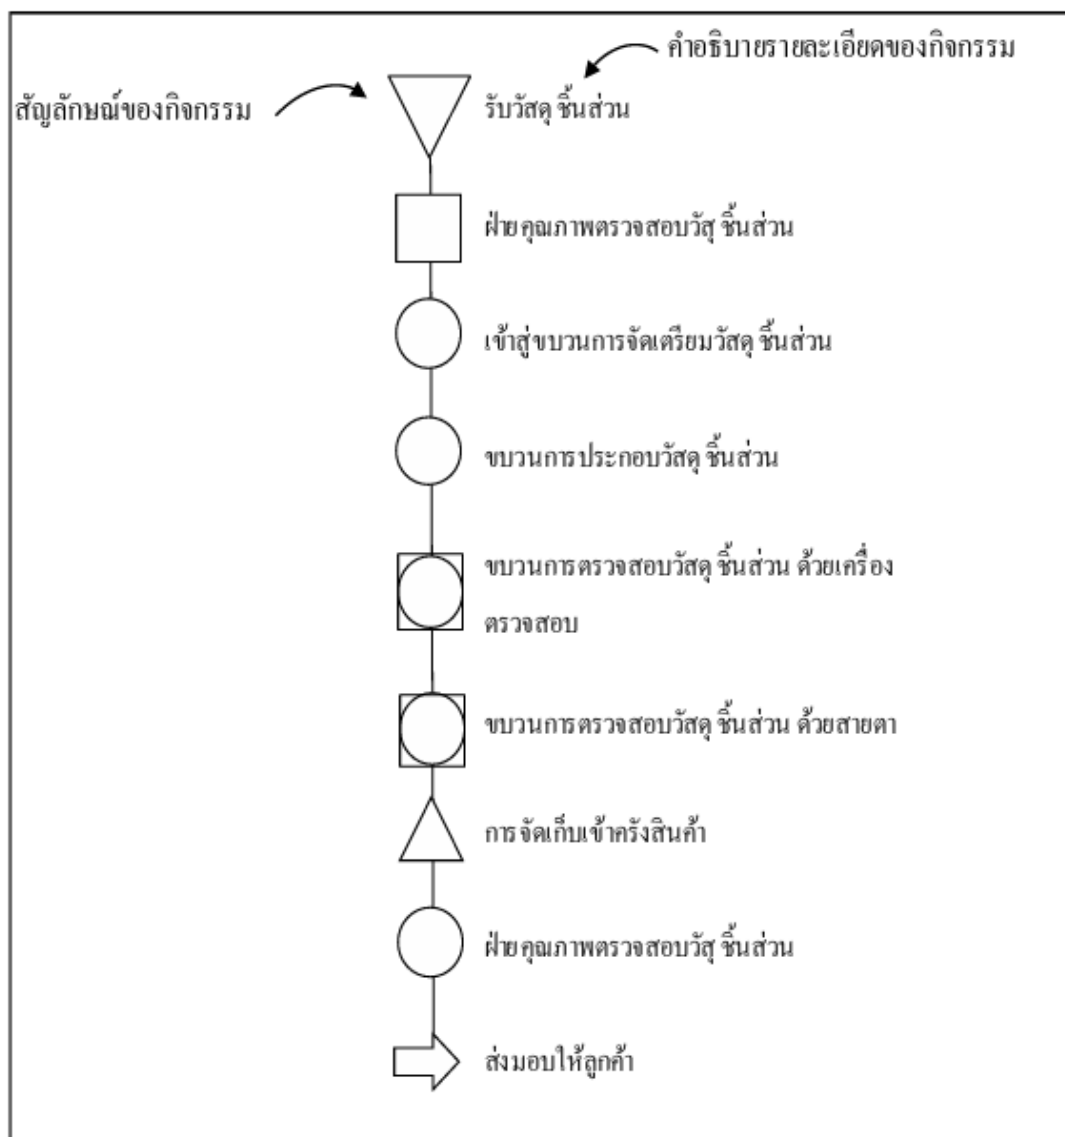 คำอธิบายรายละเอียดของกิจกรรม
สัญลักษณ์ของกิจกรรม
รับวัสดุ ชิ้นส่วน
ฝ่ายคุณภาพตรวจสอบวัสุ ชิ้นส่วน
เข้าสู่ขบวนการจัดเตรียมวัสดุ ชิ้นส่วน
ขบวนการประกอบวัสดุ ชิ้นส่วน
ขบวนการตรวจสอบวัสดุ ชิ้นส่วน ด้วยเครื่อง
ตรวจสอบ
ขบวนการตรวจสอบวัสดุ ชิ้นส่วน ด้วยสายตา
การจัดเก็บเข้าครังสินค้า
ฝ่ายคุณภาพตรวจสอบวัสุ ชิ้นส่วน
ส่งมอบให้ลูกค้า